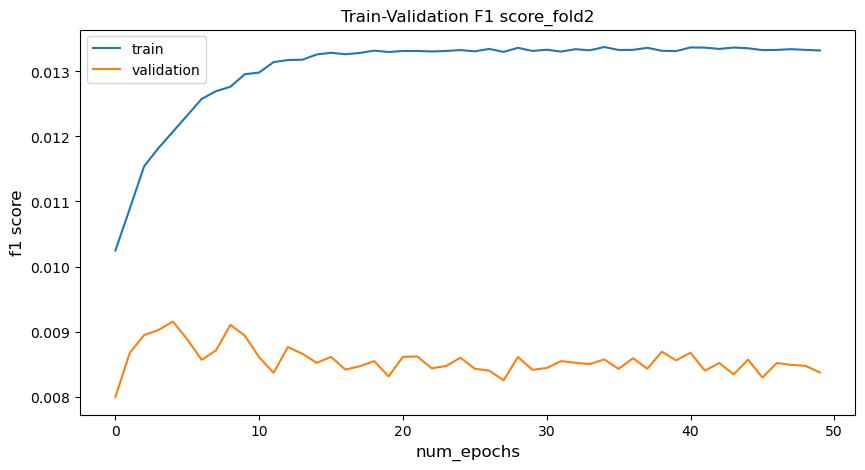 Train-Validation F1 score_fold2
train
validation
f1 score
0.013
0.012
0.011
0.010
0.009
0.008
0 10 20 30 40 50
num_epochs